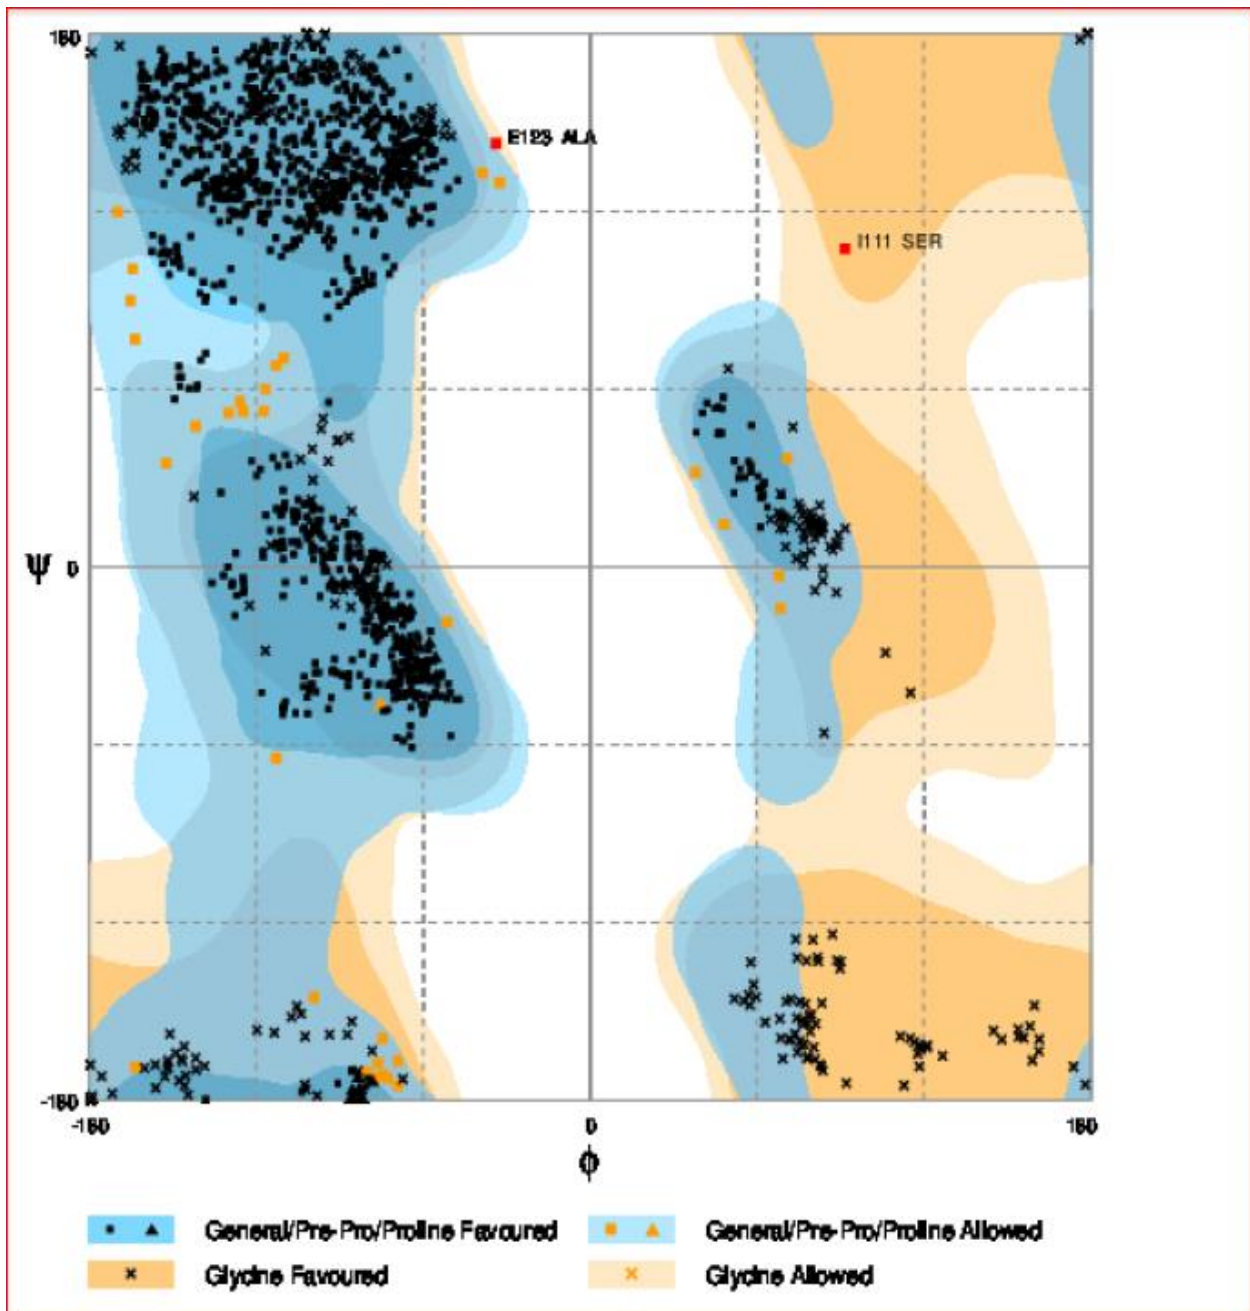 180
E123 ALA
I111 SER
ψ 0
-180
-180 0 180
ϕ
General/Pre-Pro/Proline Favoured General/Pre-Pro/Proline Allowed
Glycine Favoured Glycine Allowed